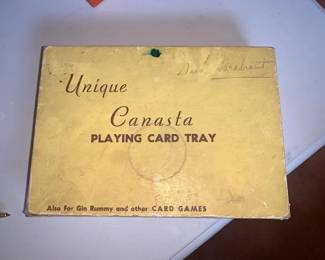 Unique
Canasta
PLAYING CARD TRAY
Also For Gin Rummy and other CARD GAMES